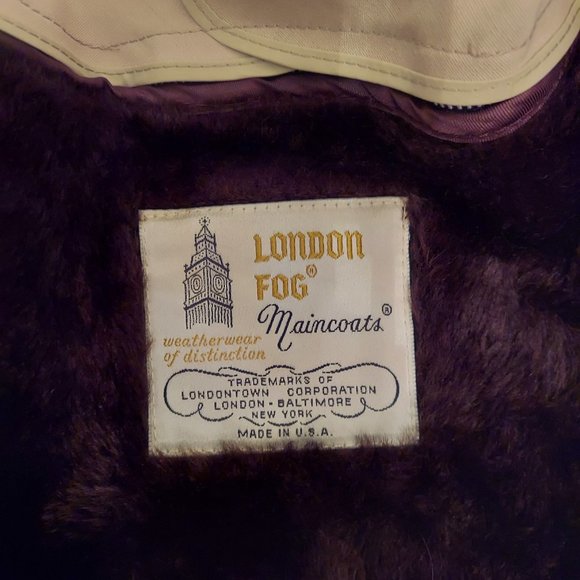 LONDON
FOG®
Maincoats®
weatherwear
of distinction
TRADEMARKS OF
LONDONTOWN CORPORATION
LONDON - BALTIMORE
NEW YORK
MADE IN U.S.A.